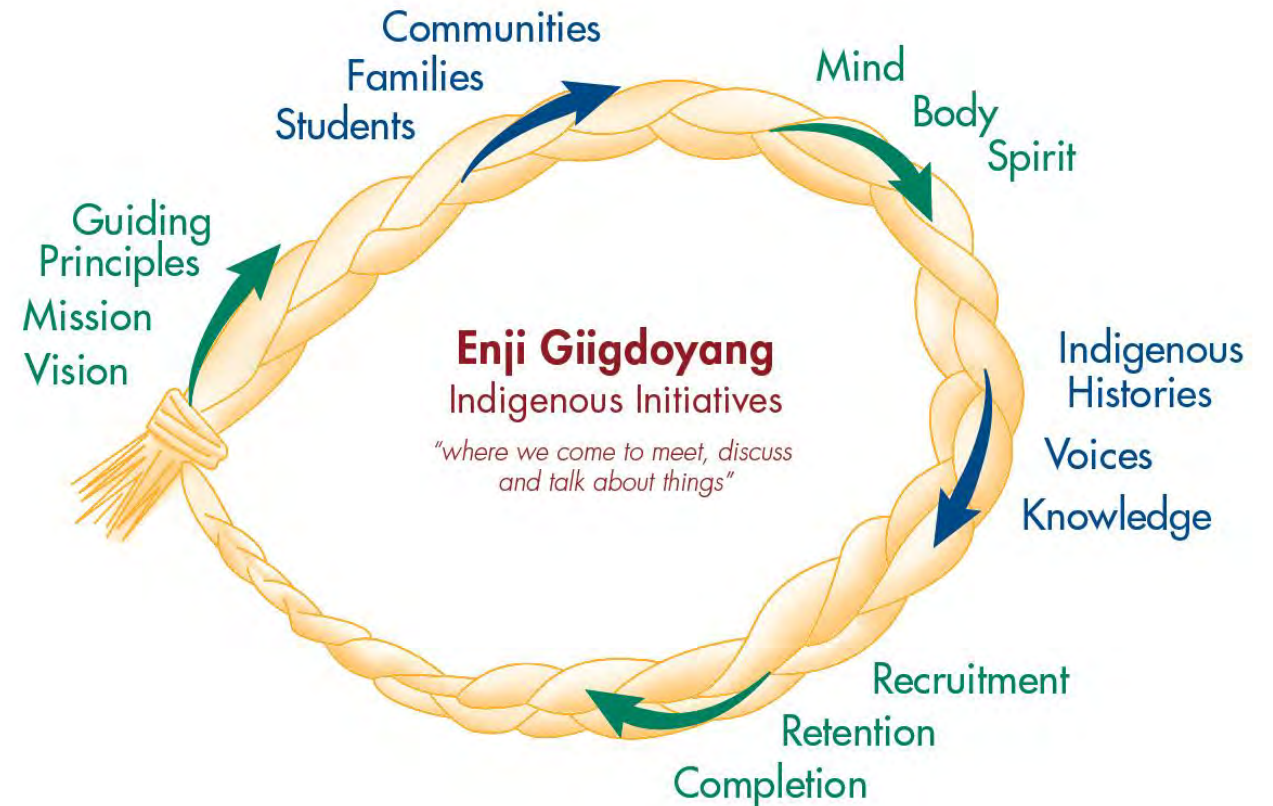 Communities
Families
Students
Mind
Body
Spirit
Guiding
Principles
Mission
Vision
Enji Giigdoyang
Indigenous Initiatives
"where we come to meet, discuss
and talk about things"
Indigenous
Histories
Voices
Knowledge
Recruitment
Retention
Completion